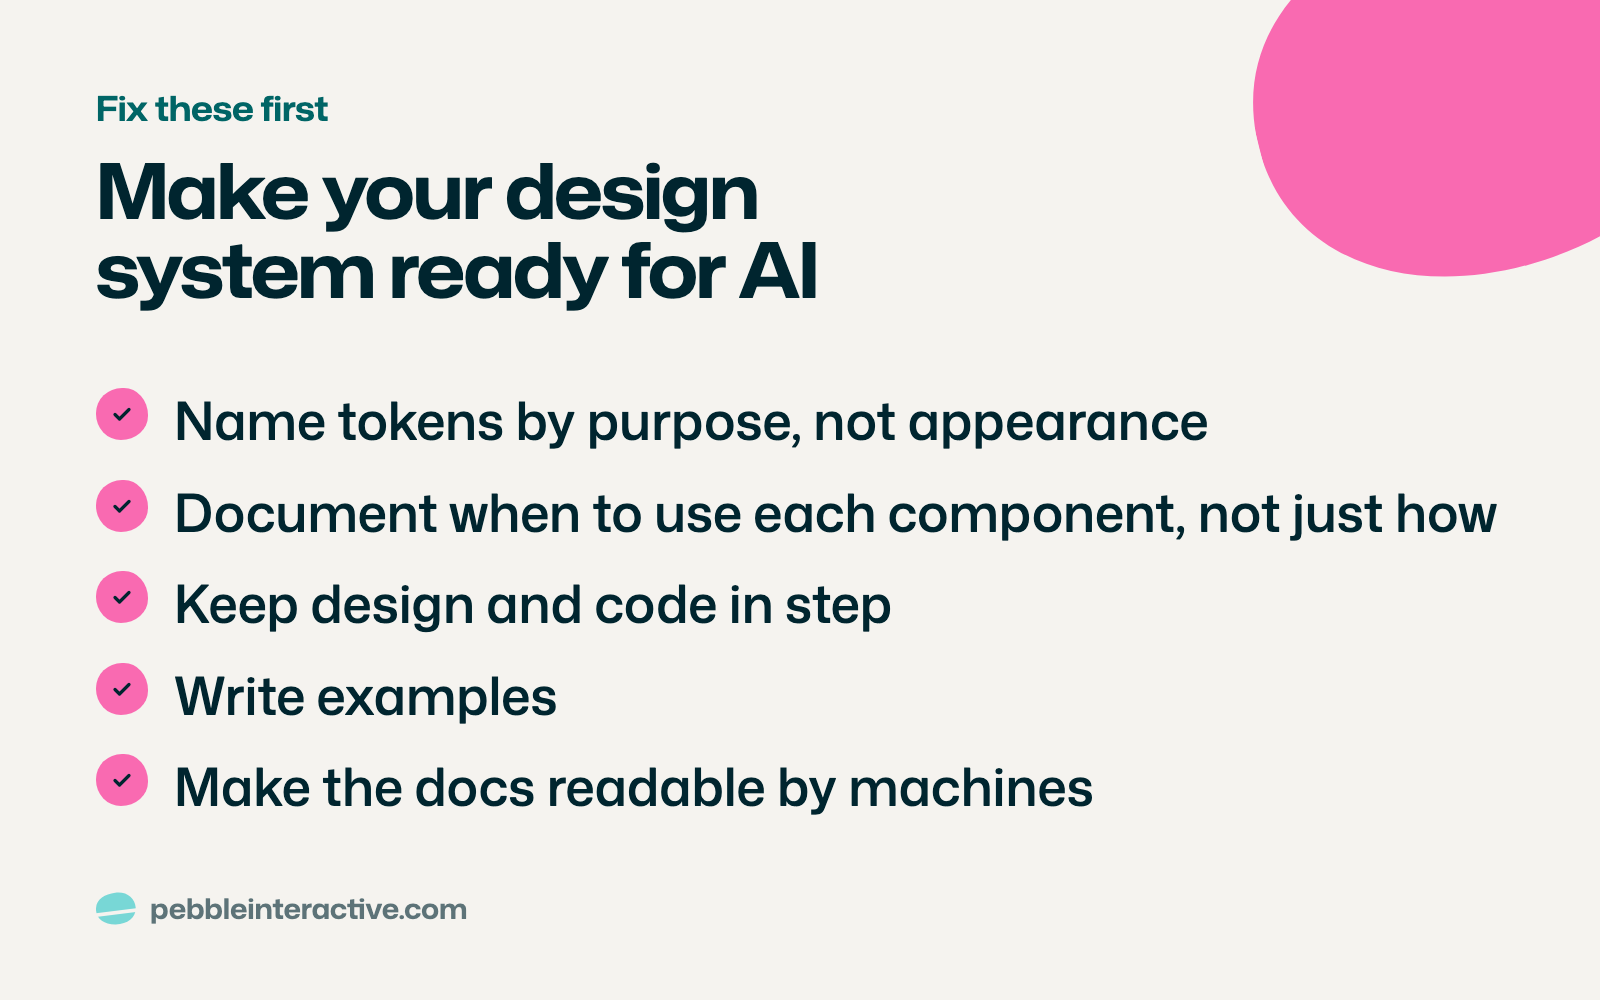 Fix these first
Make your design
system ready for AI
Name tokens by purpose, not appearance
Document when to use each component, not just how
Keep design and code in step
Write examples
Make the docs readable by machines
pebbleinteractive.com